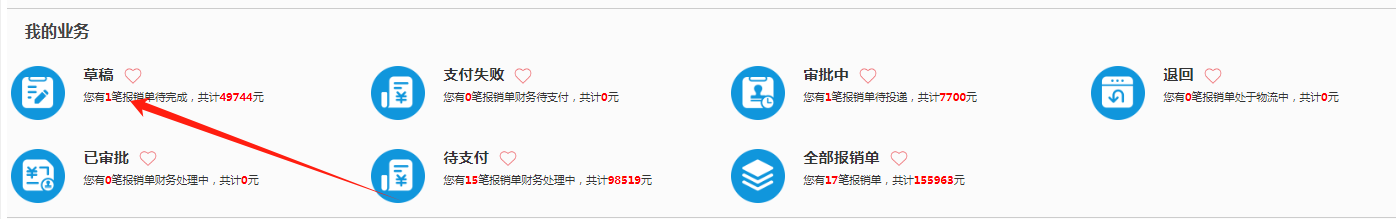 我的业务
草稿
您有1笔报销单待完成，共计49744元
支付失败
您有0笔报销单财务待支付，共计0元
审批中
您有1笔报销单待投递，共计7700元
退回
您有0笔报销单处于物流中，共计0元
已审批
您有0笔报销单财务处理中，共计0元
待支付
您有15笔报销单财务处理中，共计98519元
全部报销单
您有17笔报销单，共计155963元